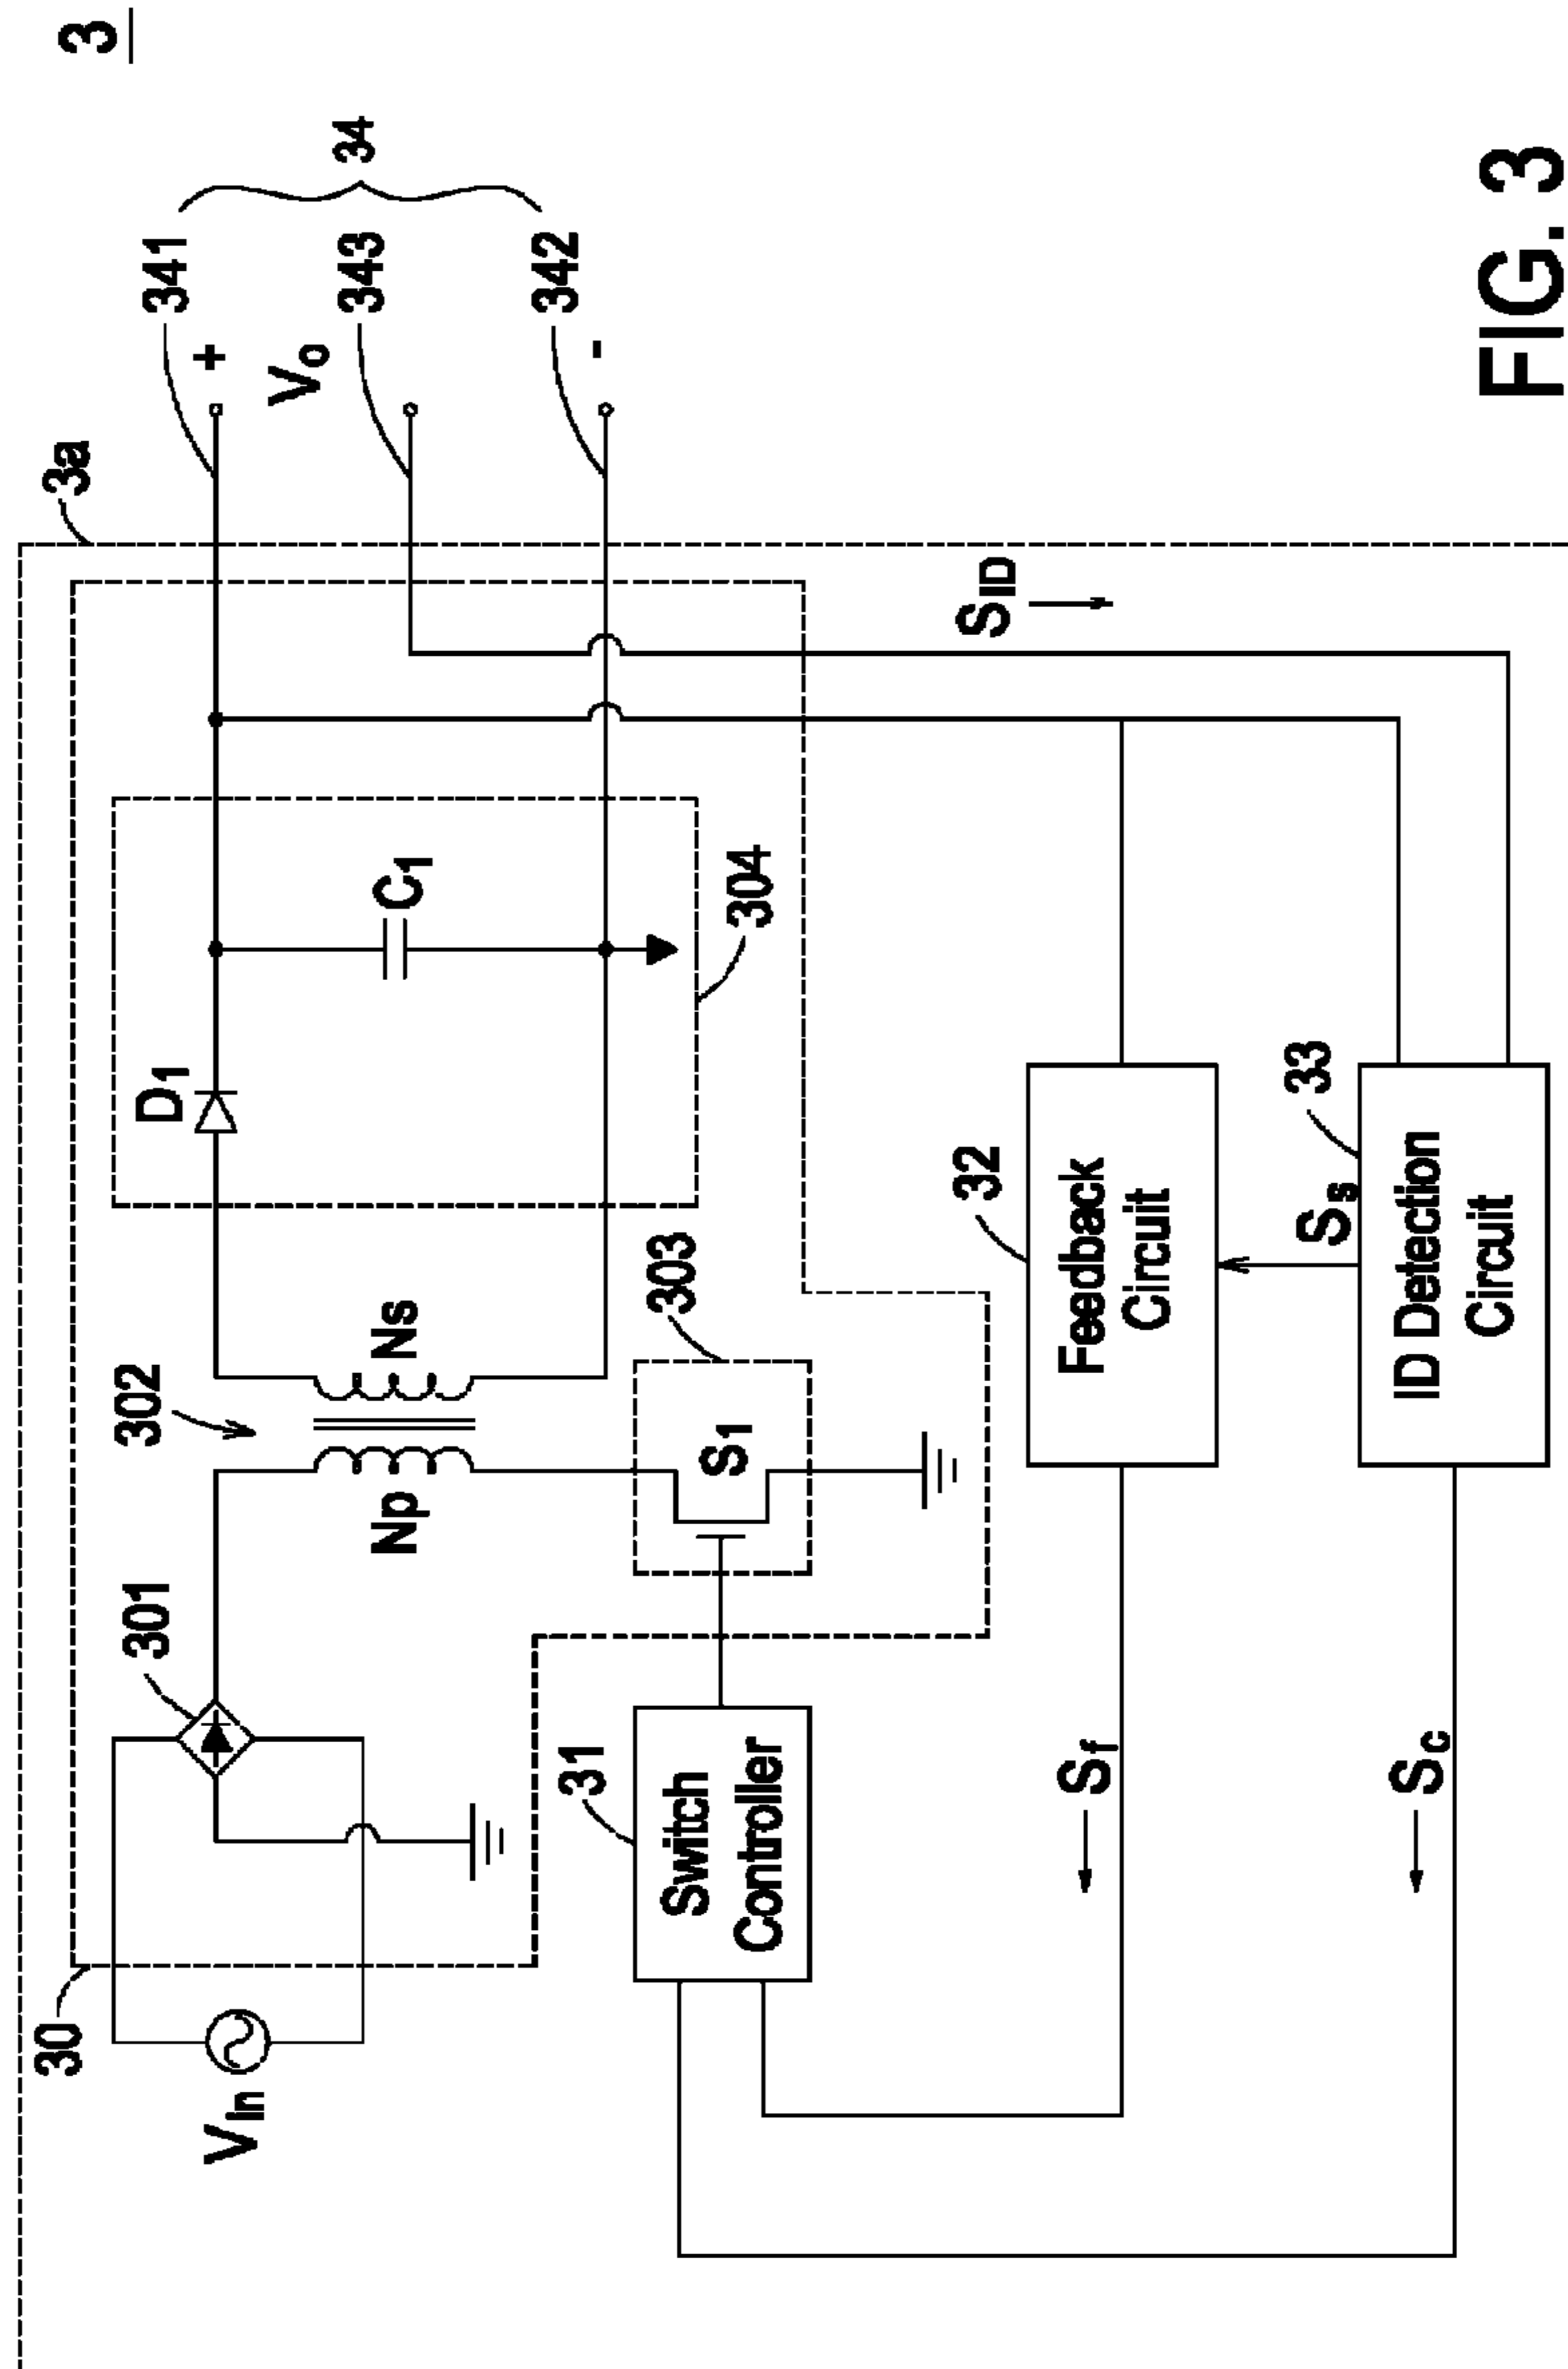 3
3a
30
V_in
301
302
Np
Ns
D1
C1
304
341
+
Vo
343
342
-
34
303
S1
31
Switch
Controller
32
Feedback
Circuit
SID
Sf
Ss
33
ID Detection
Circuit
Sc
FIG. 3